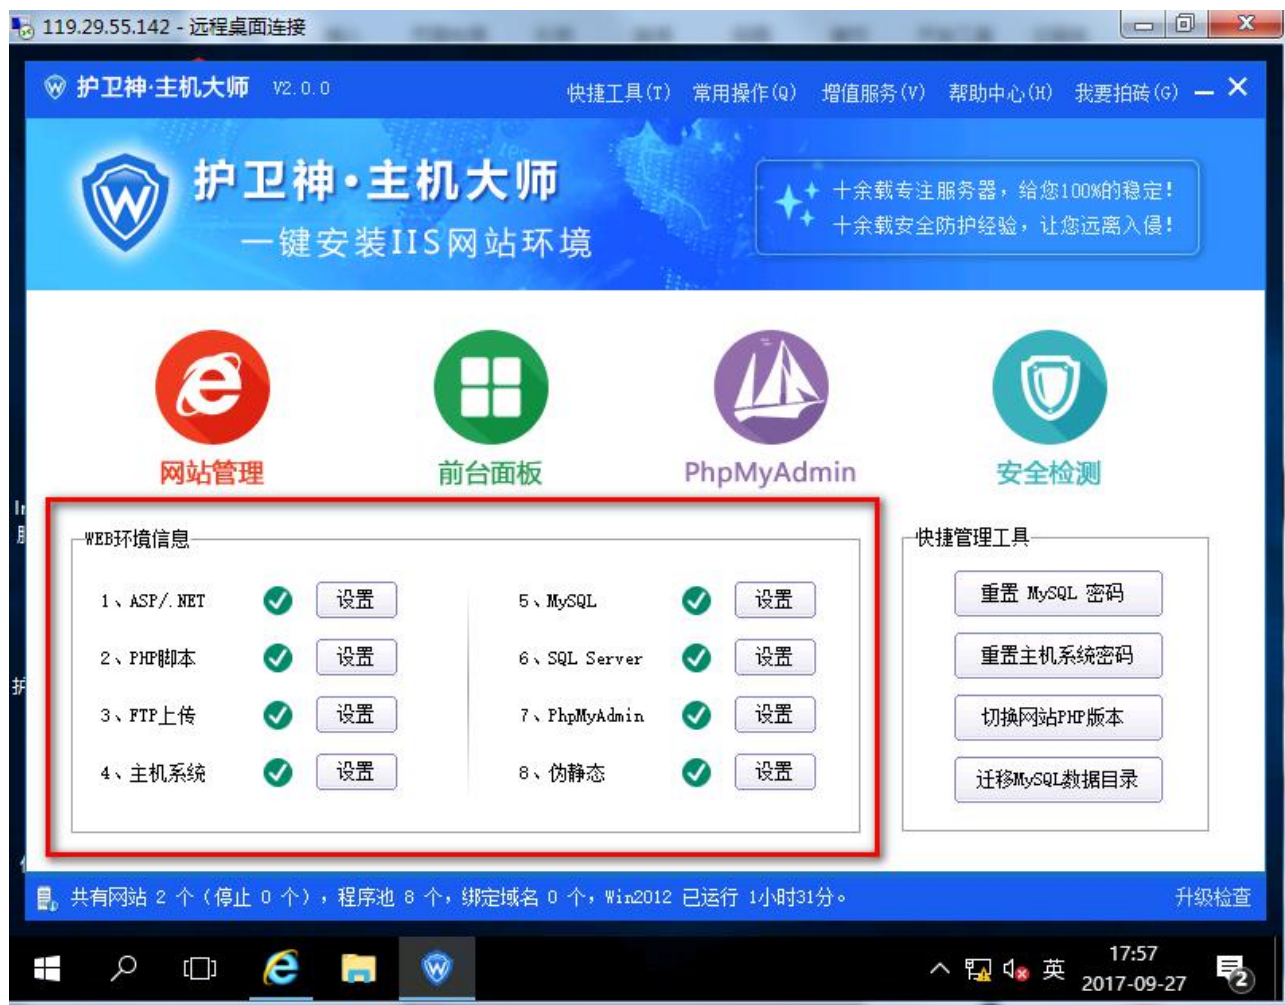 119.29.55.142 - 远程桌面连接
护卫神·主机大师 V2.0.0 快捷工具(T) 常用操作(Q) 增值服务(V) 帮助中心(H) 我要拍砖(G)
护卫神·主机大师
一键安装IIS网站环境
十余载专注服务器，给您100%的稳定！
十余载安全防护经验，让您远离入侵！
网站管理 前台面板 PhpMyAdmin 安全检测
WEB环境信息
1、ASP/.NET 设置 5、MySQL 设置
2、PHP脚本 设置 6、SQL Server 设置
3、FTP上传 设置 7、PhpMyAdmin 设置
4、主机系统 设置 8、伪静态 设置
快捷管理工具
重置 MySQL 密码
重置主机系统密码
切换网站PHP版本
迁移MySQL数据目录
共有网站 2 个（停止 0 个），程序池 8 个，绑定域名 0 个，Win2012 已运行 1小时31分。 升级检查
英 17:57
2017-09-27
2